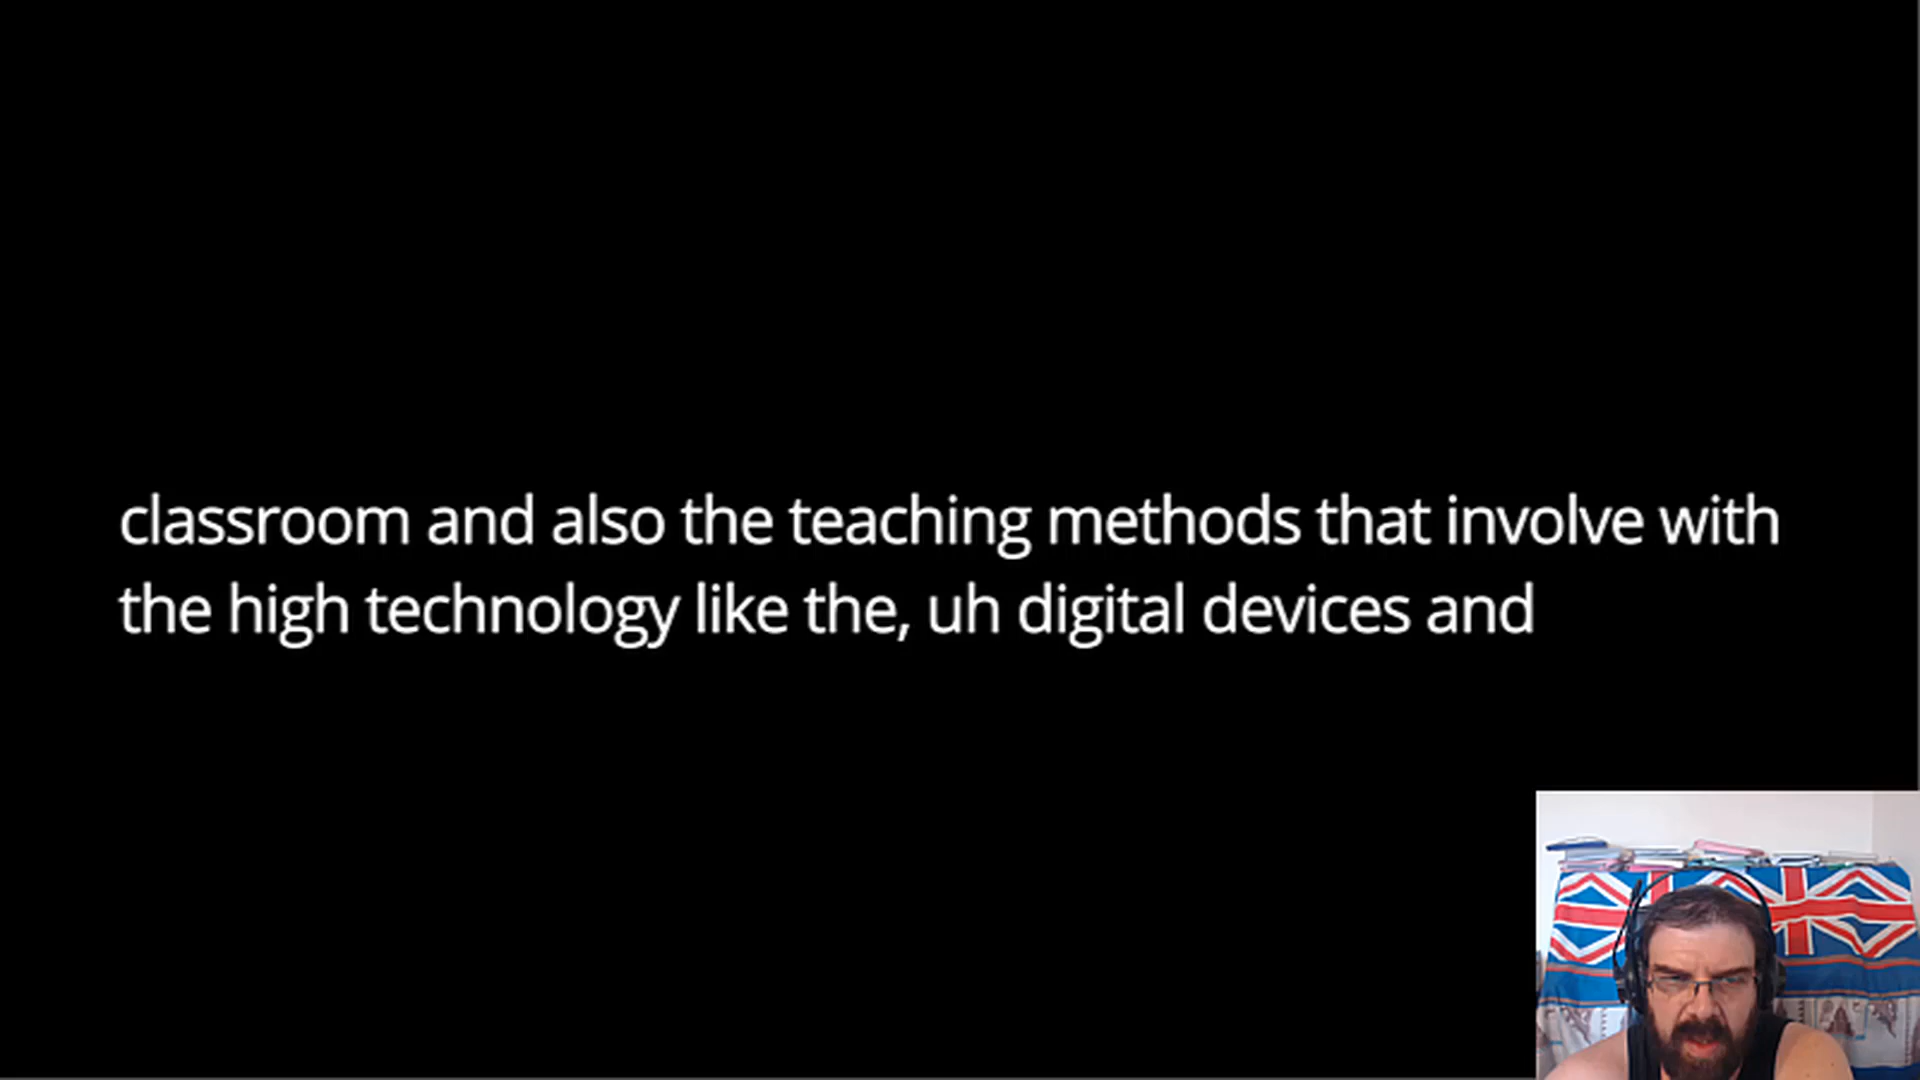 classroom and also the teaching methods that involve with
the high technology like the, uh digital devices and